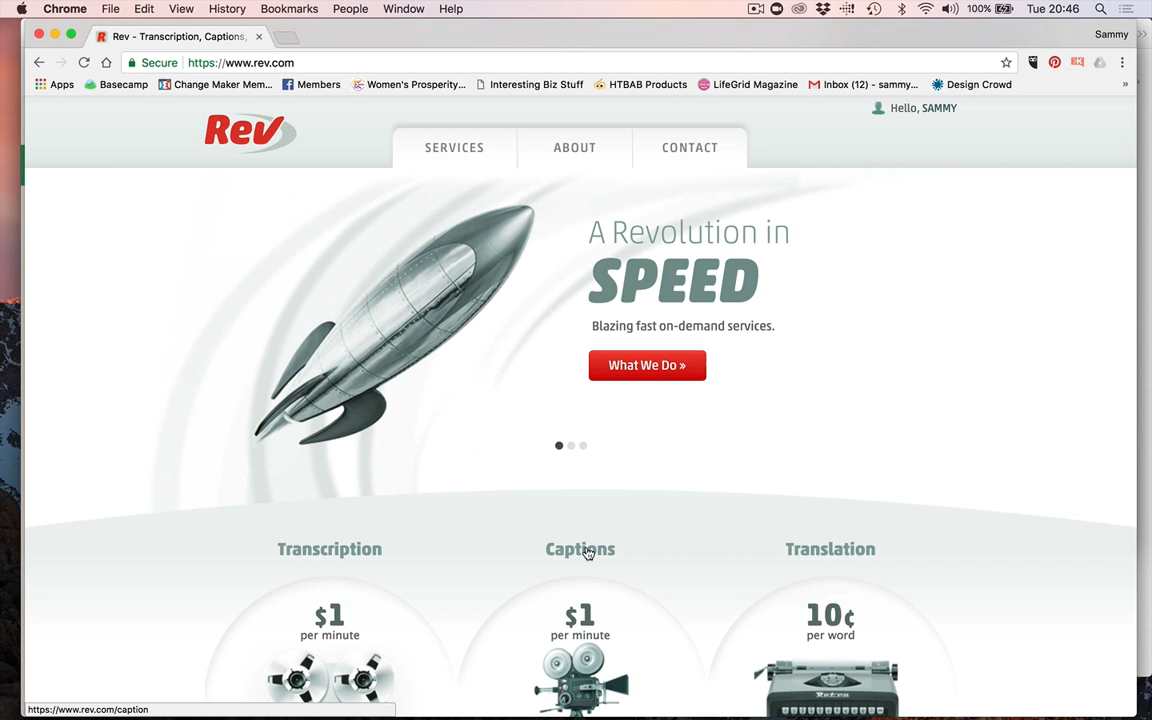 Chrome File Edit View History Bookmarks People Window Help 100% Tue 20:46
Rev - Transcription, Captions, Sammy
Secure https://www.rev.com
Apps Basecamp Change Maker Mem... Members Women's Prosperity... Interesting Biz Stuff HTBAB Products LifeGrid Magazine Inbox (12) - sammy... Design Crowd »
Hello, SAMMY
Rev
SERVICES ABOUT CONTACT
A Revolution in
SPEED
Blazing fast on-demand services.
What We Do »
Transcription Captions Translation
$1 $1 10¢
per minute per minute per word
https://www.rev.com/caption